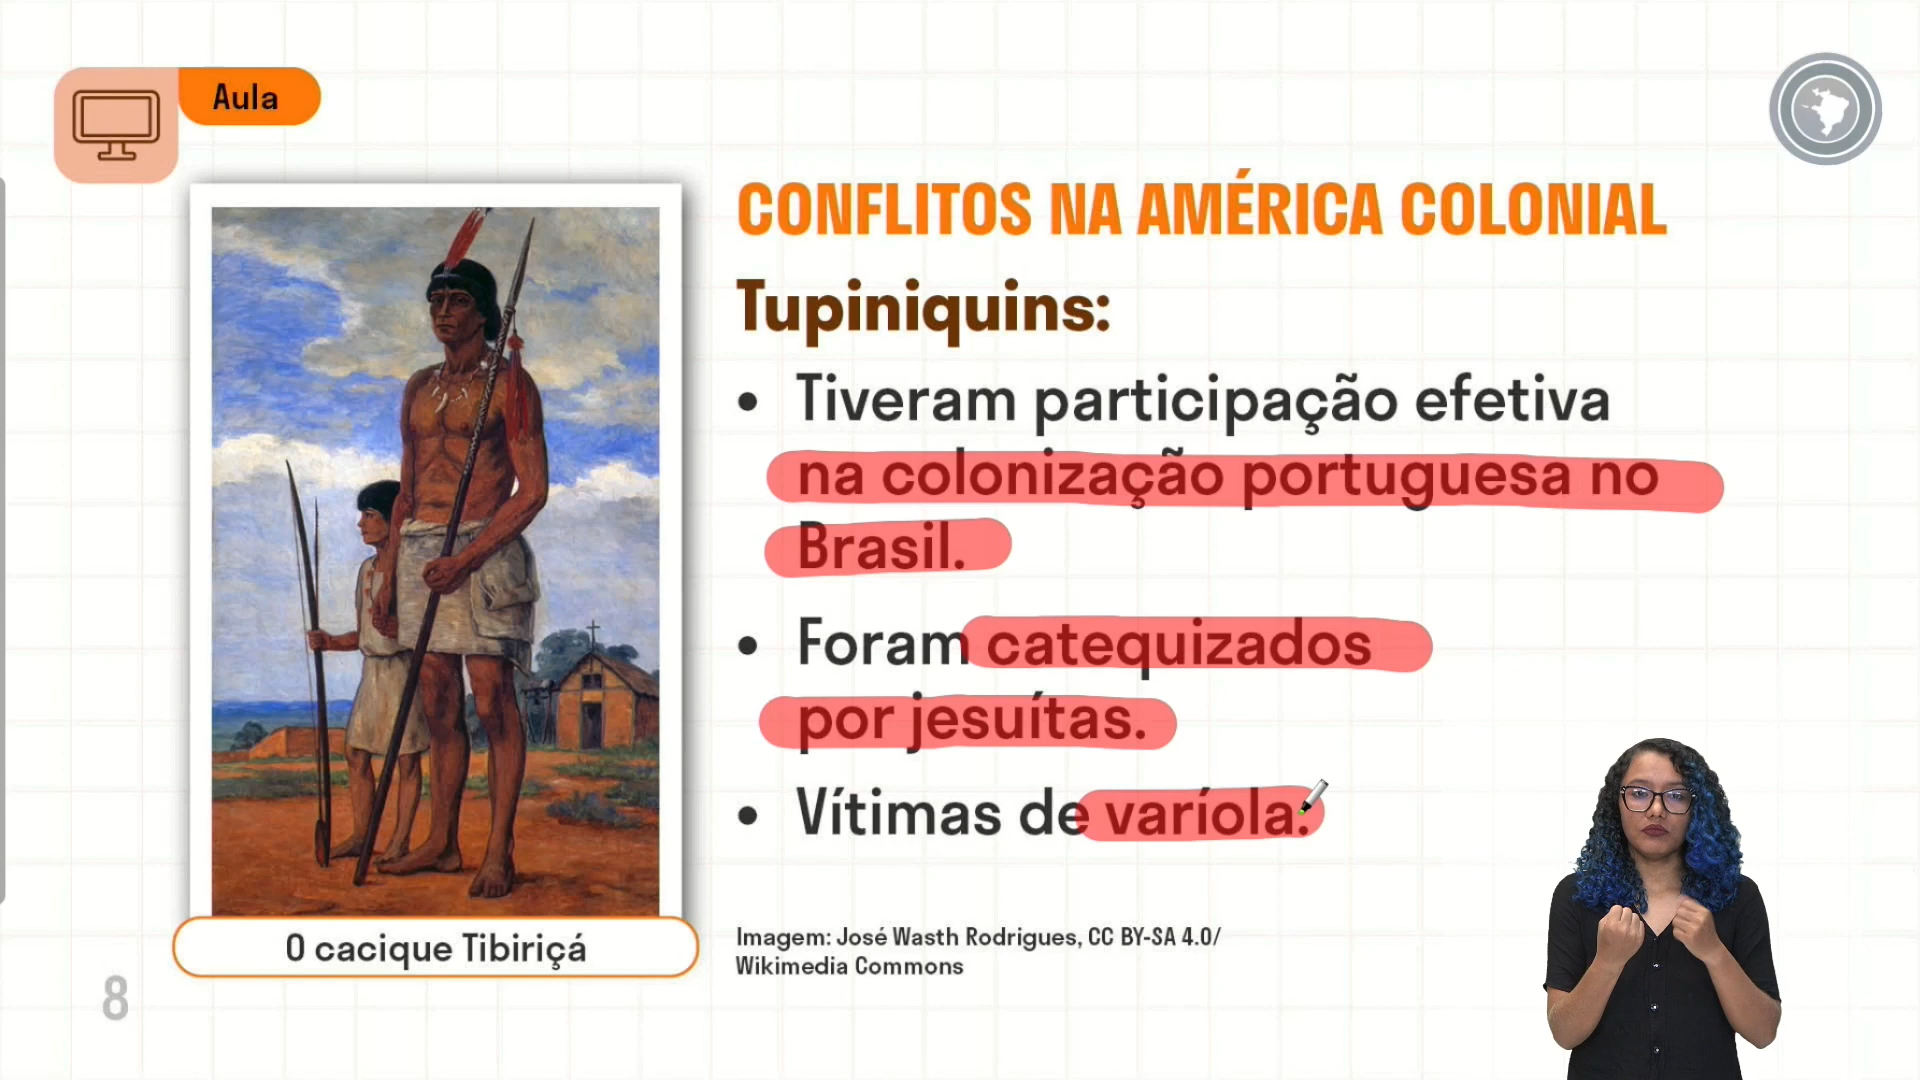 Aula
CONFLITOS NA AMÉRICA COLONIAL
Tupiniquins:
• Tiveram participação efetiva
na colonização portuguesa no
Brasil.
• Foram catequizados
por jesuítas.
• Vítimas de varíola.
O cacique Tibiriçá
Imagem: José Wasth Rodrigues, CC BY-SA 4.0/
Wikimedia Commons
8